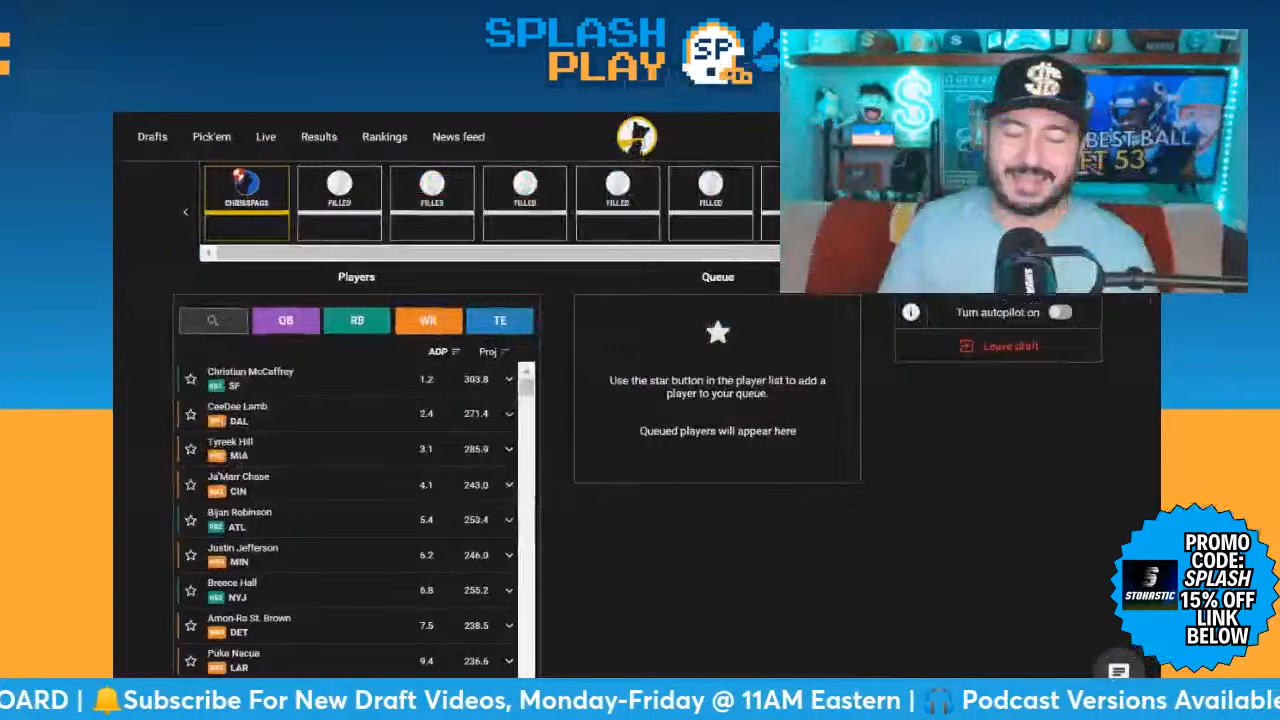 SPLASH
PLAY
SP
BEST BALL
ET 53
Drafts Pick'em Live Results Rankings News feed
CHRISSPAGS FILLED FILLED FILLED FILLED FILLED
Players
Queue
QB RB WR TE
ADP Proj
Christian McCaffrey
RB1 SF
1.2 303.8
CeeDee Lamb
DAL
2.4 271.4
Tyreek Hill
MIA
3.1 285.9
Ja'Marr Chase
CIN
4.1 243.0
Bijan Robinson
RB2 ATL
5.4 253.4
Justin Jefferson
MIN
6.2 246.0
Breece Hall
RB3 NYJ
6.8 255.2
Amon-Ra St. Brown
DET
7.5 238.5
Puka Nacua
LAR
9.4 236.6
Use the star button in the player list to add a
player to your queue.
Queued players will appear here
Turn autopilot on
Leave draft
PROMO
CODE:
SPLASH
15% OFF
LINK
BELOW
STOKASTIC
OARD | 🔔Subscribe For New Draft Videos, Monday-Friday @ 11AM Eastern | 🎧 Podcast Versions Available